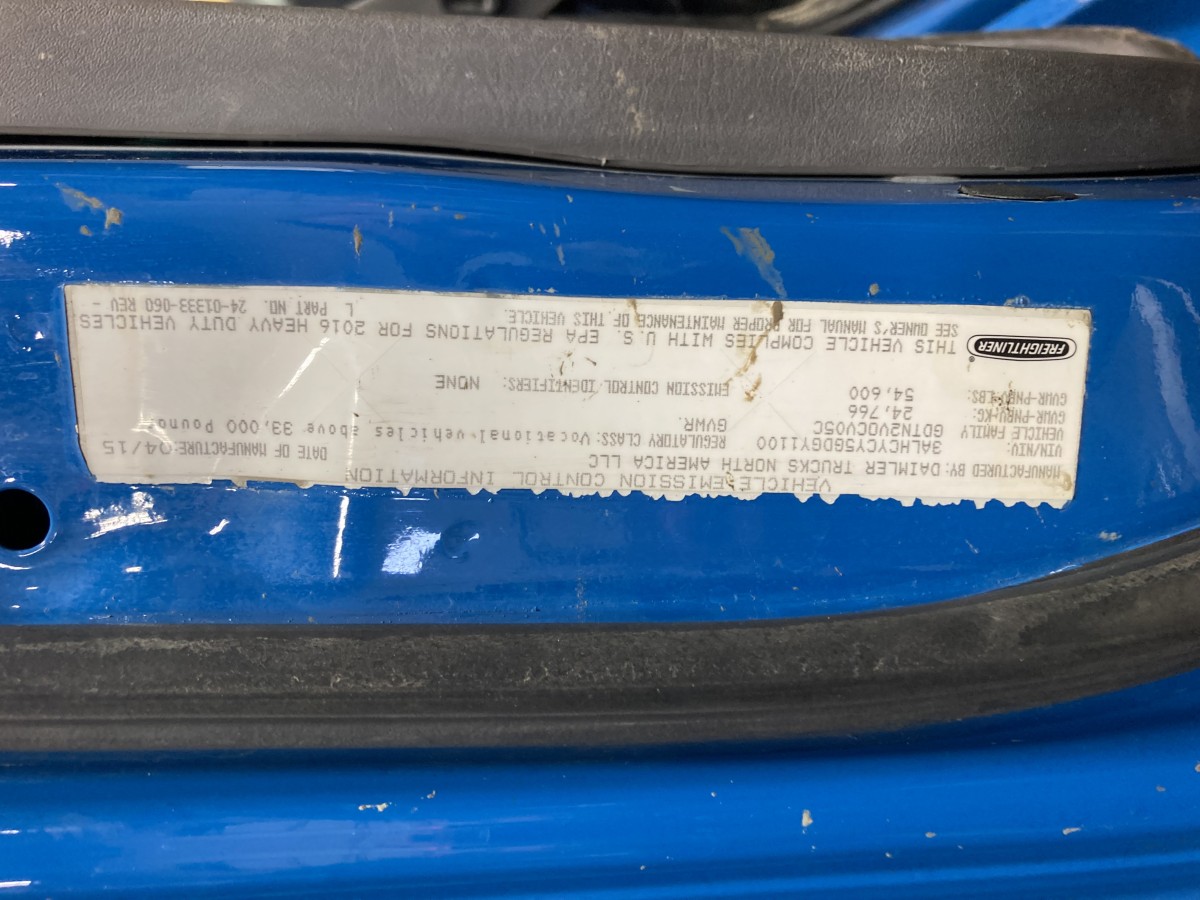 VEHICLE EMISSION CONTROL INFORMATION
MANUFACTURED BY: DAIMLER TRUCKS NORTH AMERICA LLC DATE OF MANUFACTURE: 04/15
VIN/NIV: 3ALHCYCY5GDGY1100 REGULATORY CLASS: Vocational vehicles above 33,000 Pound
VEHICLE FAMILY GDTN2VOCV05C GVWR.
GVWR-PNBV-KG: 24,766
GVWR-PNBV-LBS: 54,600 EMISSION CONTROL IDENTIFIERS: NONE
FREIGHTLINER
THIS VEHICLE COMPLIES WITH U.S. EPA REGULATIONS FOR 2016 HEAVY DUTY VEHICLES
SEE OWNER'S MANUAL FOR PROPER MAINTENANCE OF THIS VEHICLE. L PART NO. 24-01333-060 REV -